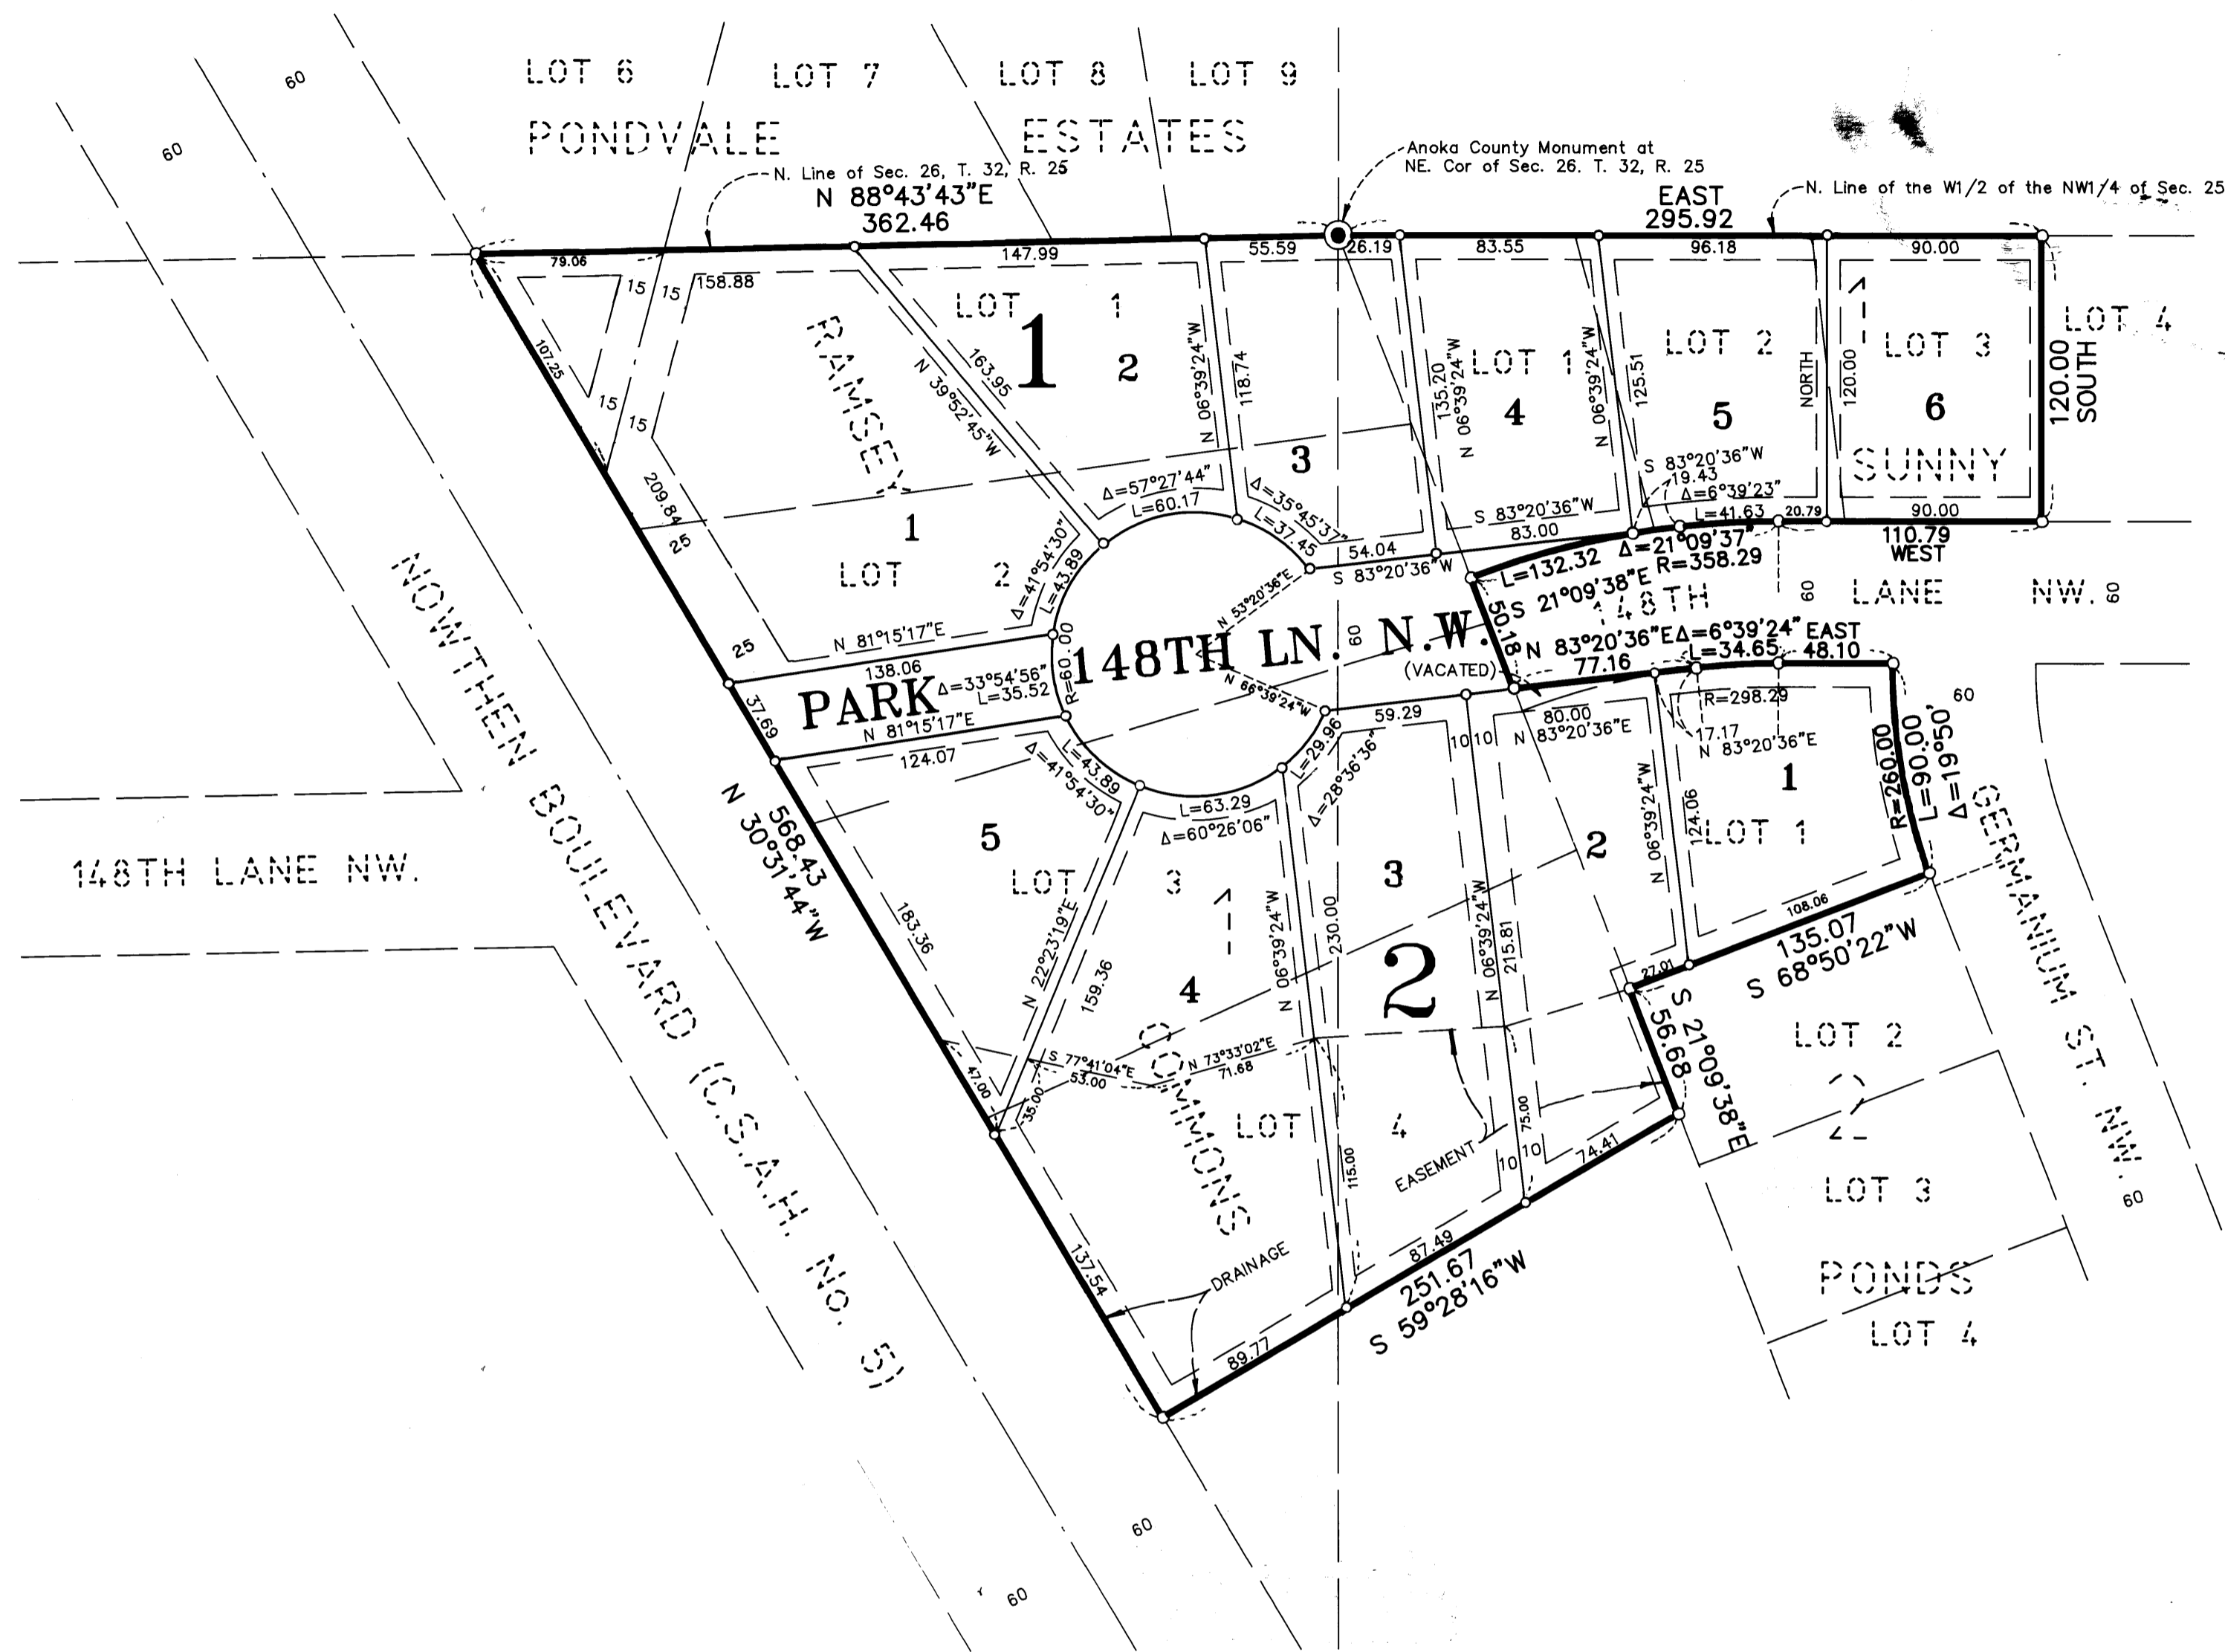 60
60
LOT 6
LOT 7
LOT 8
LOT 9
PONDVALE ESTATES
Anoka County Monument at
NE. Cor of Sec. 26. T. 32, R. 25
N. Line of Sec. 26, T. 32, R. 25
N 88°43'43"E
362.46
EAST
295.92
N. Line of the W1/2 of the NW1/4 of Sec. 25
79.06
158.88
147.99
55.59
26.19
83.55
96.18
90.00
15
15
15
15
107.25
209.84
25
25
RAMSEY
LOT 1
1
2
163.95
N 39°52'45"W
N 06°39'24"W
118.74
3
135.20
N 06°39'24"W
LOT 1
4
N 06°39'24"W
125.51
LOT 2
5
NORTH
120.00
1
LOT 3
6
SUNNY
120.00
SOUTH
LOT 4
S 83°20'36"W
19.43
Δ=6°39'23"
L=41.63
20.79
90.00
110.79
WEST
S 83°20'36"W
83.00
Δ=57°27'44"
L=60.17
Δ=35°45'37"
L=37.45
54.04
S 83°20'36"W
L=132.32
Δ=21°09'37"
R=358.29
1
LOT 2
Δ=41°54'30"
L=43.89
N 53°20'36"E
S 21°09'38"E
50.18
148TH LANE NW.
60
60
60
N 81°15'17"E
138.06
148TH LN. N.W.
(VACATED)
N 83°20'36"E
77.16
Δ=6°39'24"
L=34.65
EAST
48.10
PARK
Δ=33°54'56"
L=35.52
R=60.00
N 66°39'24"W
37.69
N 81°15'17"E
124.07
59.29
10
10
80.00
N 83°20'36"E
R=298.29
17.17
N 83°20'36"E
60
L=43.89
Δ=41°54'30"
L=63.29
Δ=60°26'06"
L=29.96
Δ=28°36'36"
R=260.00
L=90.00
Δ=19°50'
NOWTHEN BOULEVARD (C.S.A.H. No. 5)
N 30°31'44"W
568.43
148TH LANE NW.
5
LOT 3
1
3
2
N 06°39'24"W
124.06
1
LOT 1
GERMANIUM ST. NW.
183.36
N 22°23'19"E
159.36
4
N 06°39'24"W
230.00
2
N 06°39'24"W
215.81
108.06
135.07
S 68°50'22"W
27.01
S 21°09'38"E
56.68
LOT 2
2
47.00
35.00
S 77°41'04"E
53.00
N 73°33'02"E
71.68
COMMONS
LOT 4
75.00
115.00
EASEMENT
10
10
74.41
LOT 3
60
137.54
DRAINAGE
87.49
251.67
S 59°28'16"W
89.77
PONDS
LOT 4
60
60